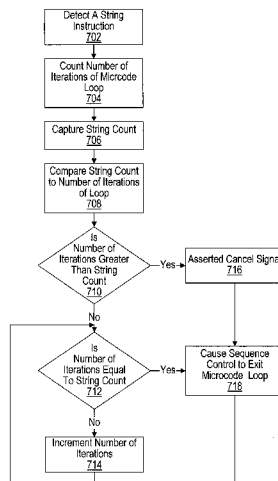 Detect A String
Instruction
702
Count Number of
Iterations of Microde
Loop
704
Capture String Count
706
Compare String Count
to Number of Iterations
of Loop
708
Is
Number of
Iterations Greater
Than String
Count
710
Yes
Asserted Cancel Signal
716
No
Is
Number of
Iterations Equal
To String Count
712
Yes
Cause Sequence
Control to Exit
Microcode Loop
718
No
Increment Number of
Iterations
714